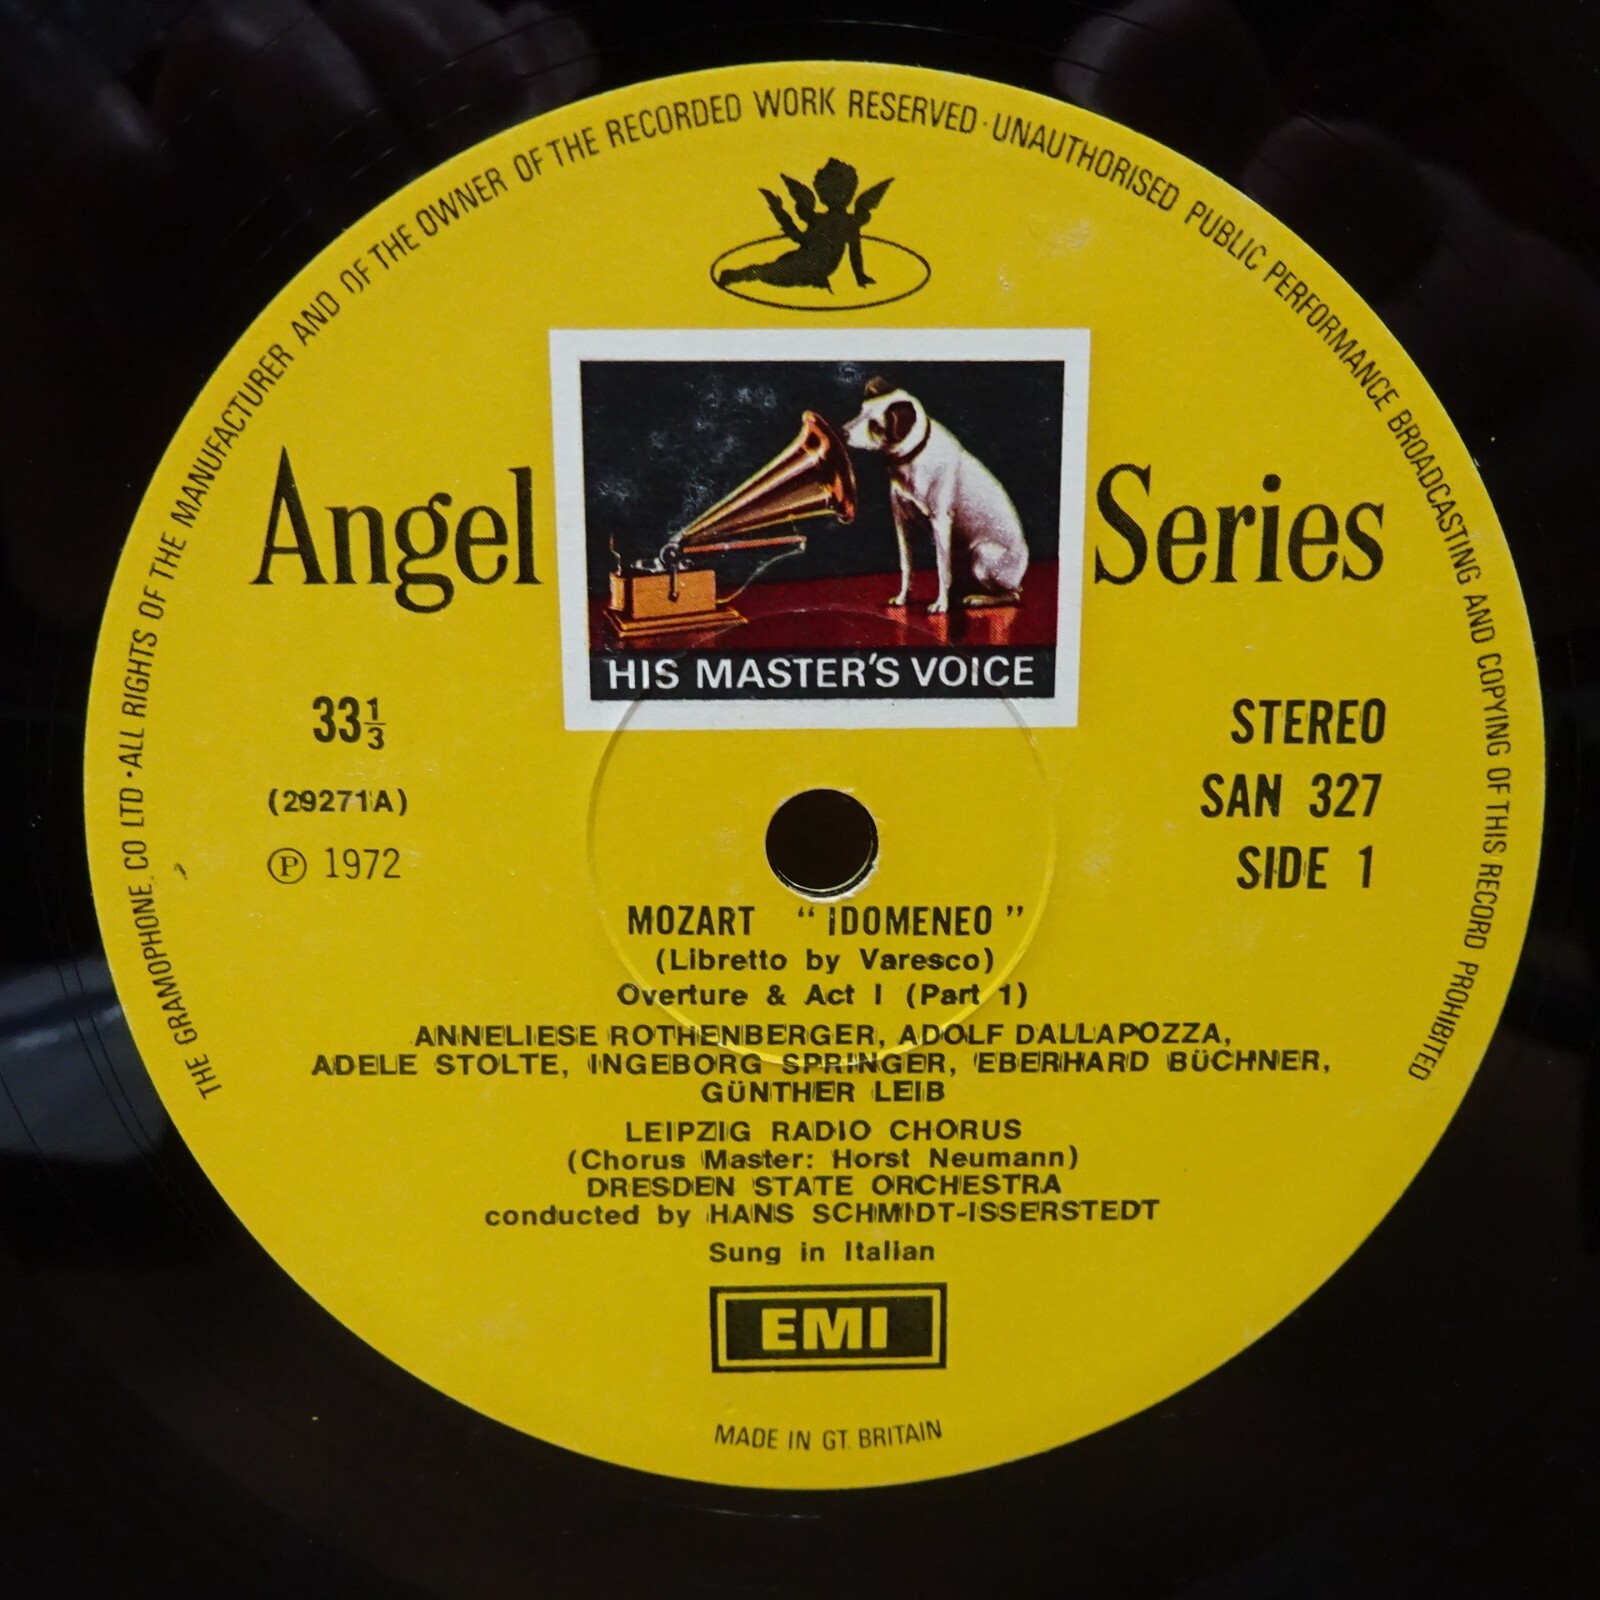 THE GRAMOPHONE CO LTD · ALL RIGHTS OF THE MANUFACTURER AND OF THE OWNER OF THE RECORDED WORK RESERVED · UNAUTHORISED PUBLIC PERFORMANCE BROADCASTING AND COPYING OF THIS RECORD PROHIBITED
Angel Series
HIS MASTER'S VOICE
33 1/3
STEREO
(29271A)
SAN 327
℗ 1972
SIDE 1
MOZART "IDOMENEO"
(Libretto by Varesco)
Overture & Act I (Part 1)
ANNELIESE ROTHENBERGER, ADOLF DALLAPOZZA,
ADELE STOLTE, INGEBORG SPRINGER, EBERHARD BÜCHNER,
GÜNTHER LEIB
LEIPZIG RADIO CHORUS
(Chorus Master: Horst Neumann)
DRESDEN STATE ORCHESTRA
conducted by HANS SCHMIDT-ISSERSTEDT
Sung in Italian
EMI
MADE IN GT. BRITAIN